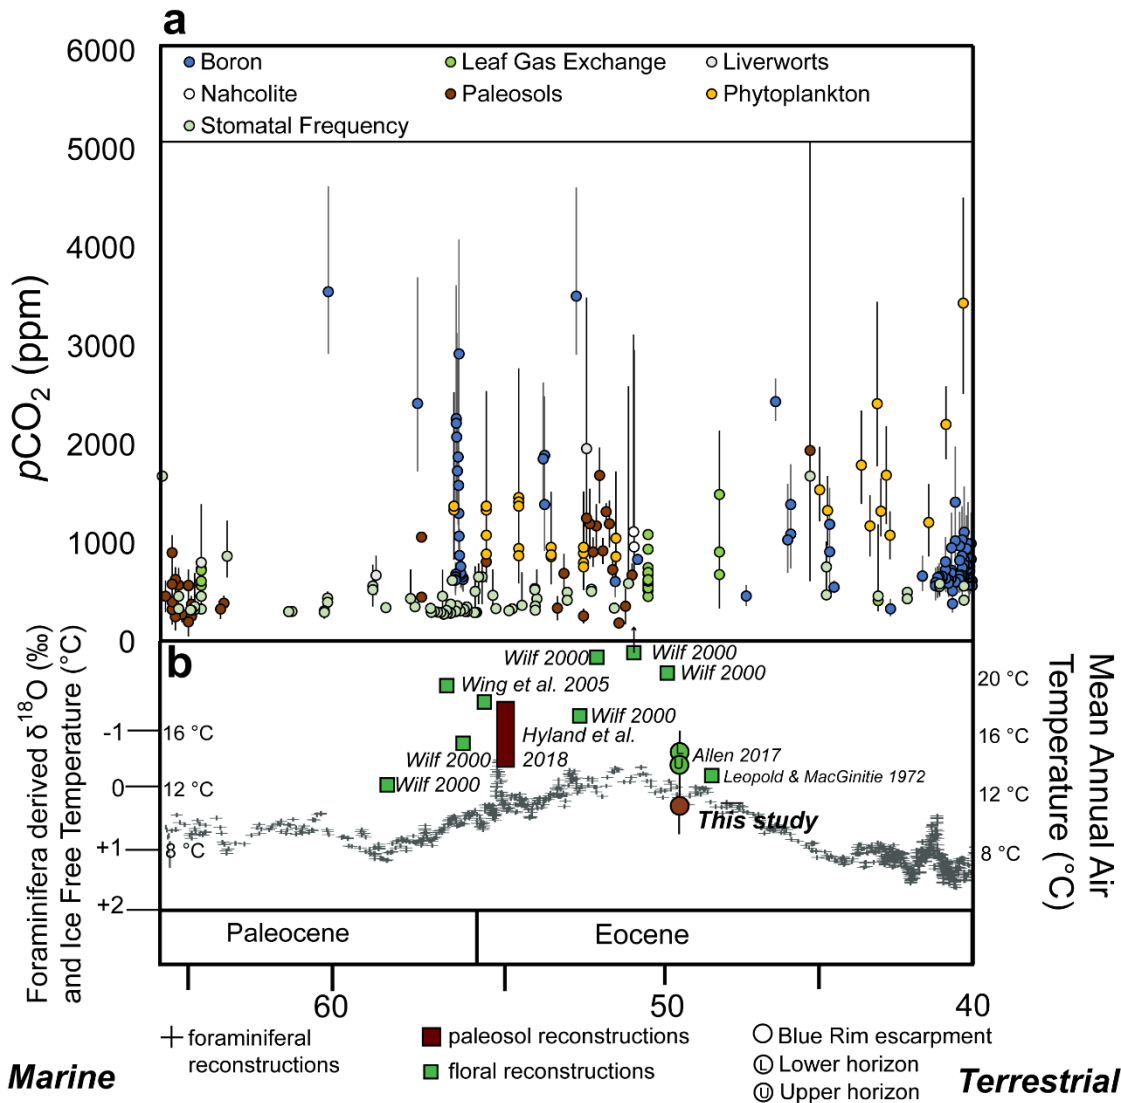 a
6000
Boron
Leaf Gas Exchange
Liverworts
Nahcolite
Paleosols
Phytoplankton
Stomatal Frequency
5000
4000
3000
2000
1000
0
pCO2 (ppm)
b
Wilf 2000
Wilf 2000
Wilf 2000
Wing et al. 2005
Wilf 2000
Hyland et al.
2018
Wilf 2000
Wilf 2000
Allen 2017
Leopold & MacGinitie 1972
This study
-1
0
+1
+2
16 °C
12 °C
8 °C
20 °C
16 °C
12 °C
8 °C
Foraminifera derived δ18O (‰)
and Ice Free Temperature (°C)
Mean Annual Air
Temperature (°C)
Paleocene
Eocene
60
50
40
foraminiferal
reconstructions
paleosol reconstructions
floral reconstructions
Blue Rim escarpment
L Lower horizon
U Upper horizon
Marine
Terrestrial